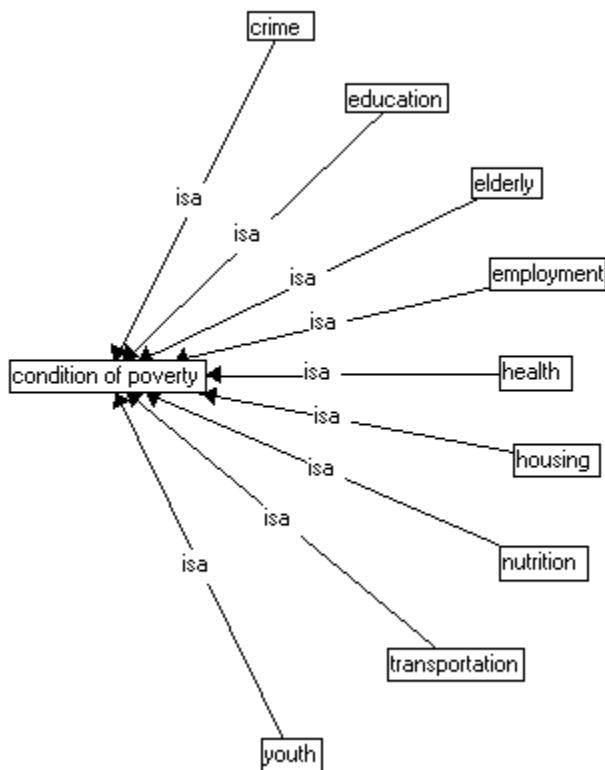 crime
education
elderly
isa
isa
employment
isa
isa
condition of poverty
isa
health
isa
housing
isa
isa
nutrition
isa
transportation
youth